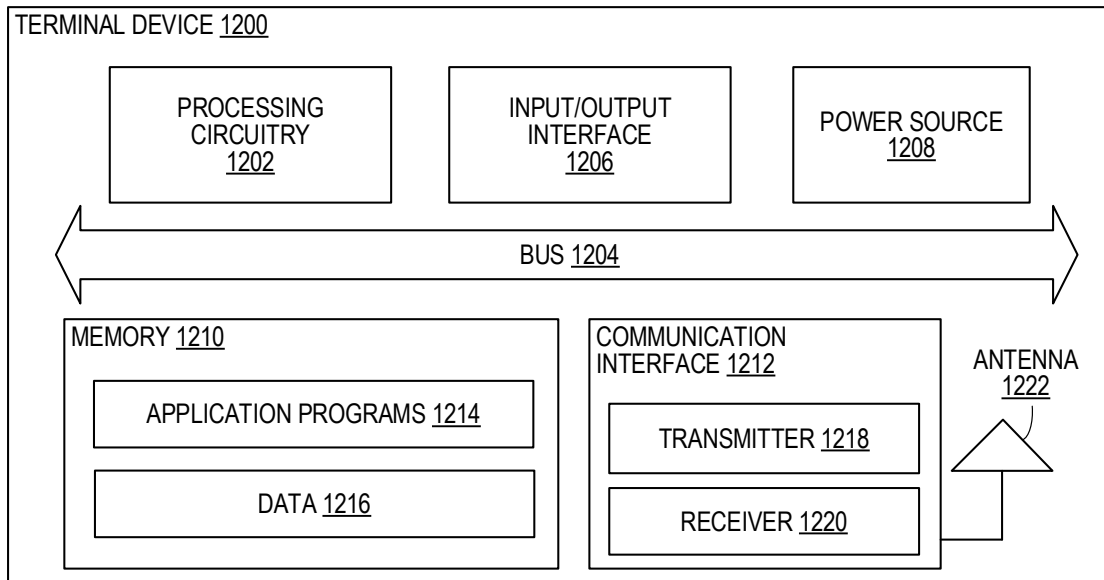 TERMINAL DEVICE 1200
PROCESSING
CIRCUITRY
1202
INPUT/OUTPUT
INTERFACE
1206
POWER SOURCE
1208
BUS 1204
MEMORY 1210
APPLICATION PROGRAMS 1214
DATA 1216
COMMUNICATION
INTERFACE 1212
TRANSMITTER 1218
RECEIVER 1220
ANTENNA
1222